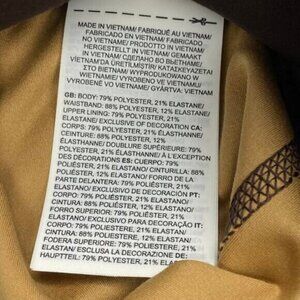 MADE IN VIETNAM/ FABRIQUÉ AU VIETNAM/
FABRICADO EN VIETNAM/ FABRICADO
NO VIETNAME/ PRODOTTO IN VIETNAM/
HERGESTELLT IN VIETNAM/ GEMAAKT
IN VIETNAM/ СДЕЛАНО ВО ВЬЕТНАМЕ/
VİETNAM'DA ÜRETİLMİŞTİR/ ΚΑΤΑΣΚΕΥΑΖΕΤΑΙ
ΣΤΟ ΒΙΕΤΝΑΜ/ WYPRODUKOWANO W
WIETNAMIE/ VYROBENO VE VIETNAMU/
VYROBENÉ VO VIETNAME/ GYÁRTVA: VIETNAM
GB: BODY: 79% POLYESTER, 21% ELASTANE/
WAISTBAND: 88% POLYESTER, 12% ELASTANE/
UPPER LINING: 79% POLYESTER, 21%
ELASTANE/ EXCLUSIVE OF DECORATION CA:
CORPS: 79% POLYESTER, 21% ÉLASTHANNE/
CEINTURE: 88% POLYESTER, 12%
ÉLASTHANNE/ DOUBLURE SUPÉRIEURE: 79%
POLYESTER, 21% ÉLASTHANNE/ À L'EXCEPTION
DES DÉCORATIONS ES: CUERPO: 79%
POLIÉSTER, 21% ELASTANO/ CINTURA: 88%
POLIÉSTER, 12% ELASTANO/ FORRO DE LA
PARTE DELANTERA: 79% POLIÉSTER, 21%
ELASTANO/ EXCLUSIVO DE DECORACIÓN PT:
CORPO: 79% POLIÉSTER, 21% ELASTANO/
CINTURA: 88% POLIÉSTER, 12% ELASTANO/
FORRO SUPERIOR: 79% POLIÉSTER, 21%
ELASTANO/ EXCLUSIVO PARA DECORAÇÃO IT:
CORPO: 79% POLIESTERE, 21% ELASTAN/
CINTURA: 88% POLIESTERE, 12% ELASTAN/
FODERA SUPERIORE: 79% POLIESTERE, 21%
ELASTAN/ ESCLUSA LA DECORAZIONE DE:
HAUPTTEIL: 79% POLYESTER, 21%